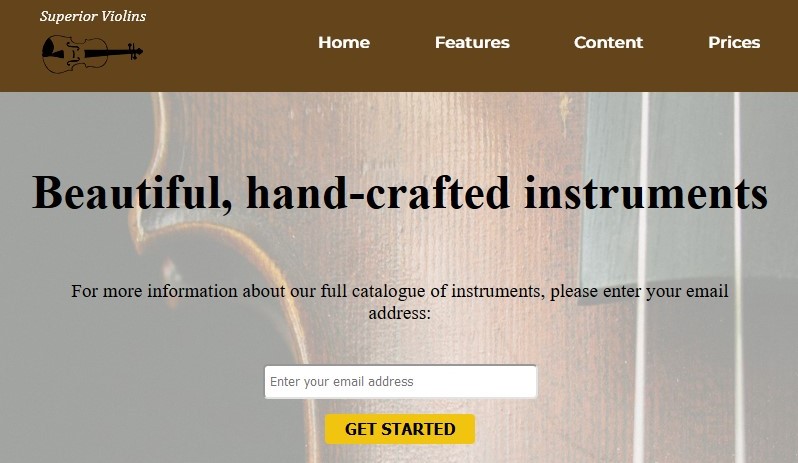 Superior Violins
Home Features Content Prices
Beautiful, hand-crafted instruments
For more information about our full catalogue of instruments, please enter your email
address:
Enter your email address
GET STARTED